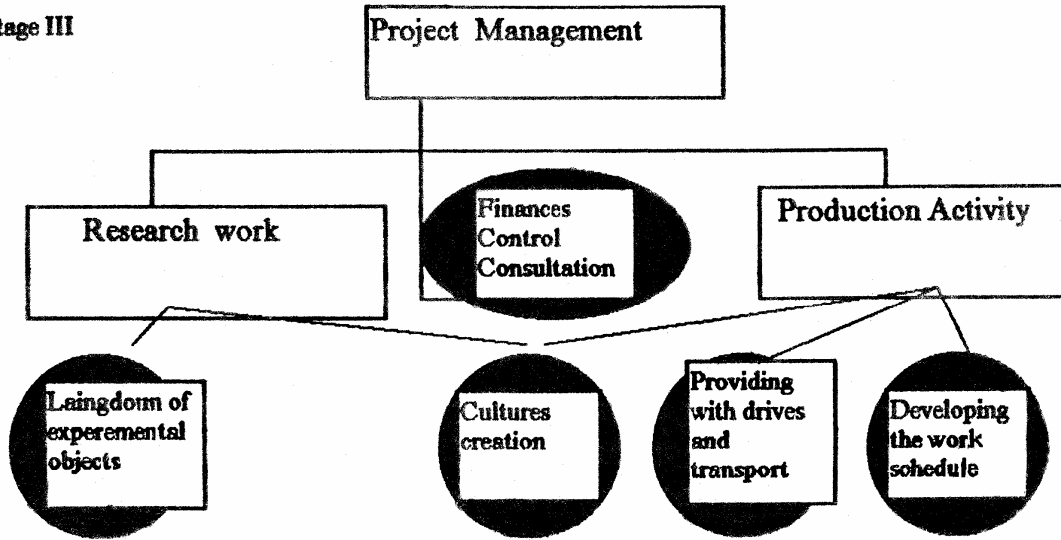 tage III
Project Management
Research work
Finances
Control
Consultation
Production Activity
Laingdom of
experemental
objects
Cultures
creation
Providing
with drives
and
transport
Developing
the work
sohedule